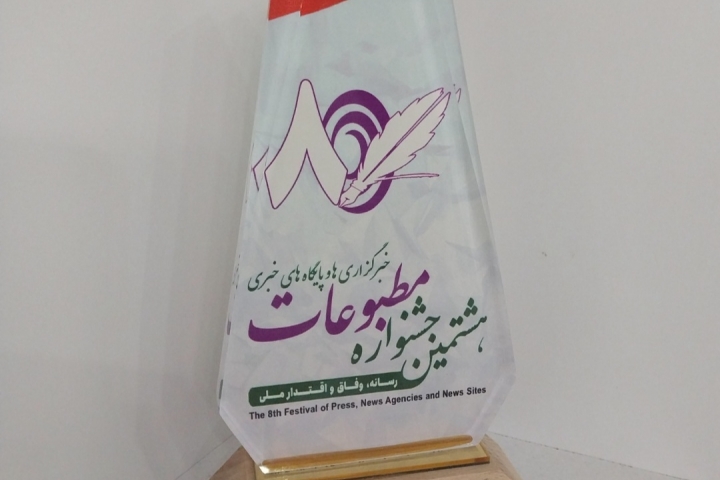 ۸
هشتمین جشنواره
مطبوعات
خبرگزاری ها و پایگاه های خبری
رسانه، وفاق و اقتدار ملی
The 8th Festival of Press, News Agencies and News Sites